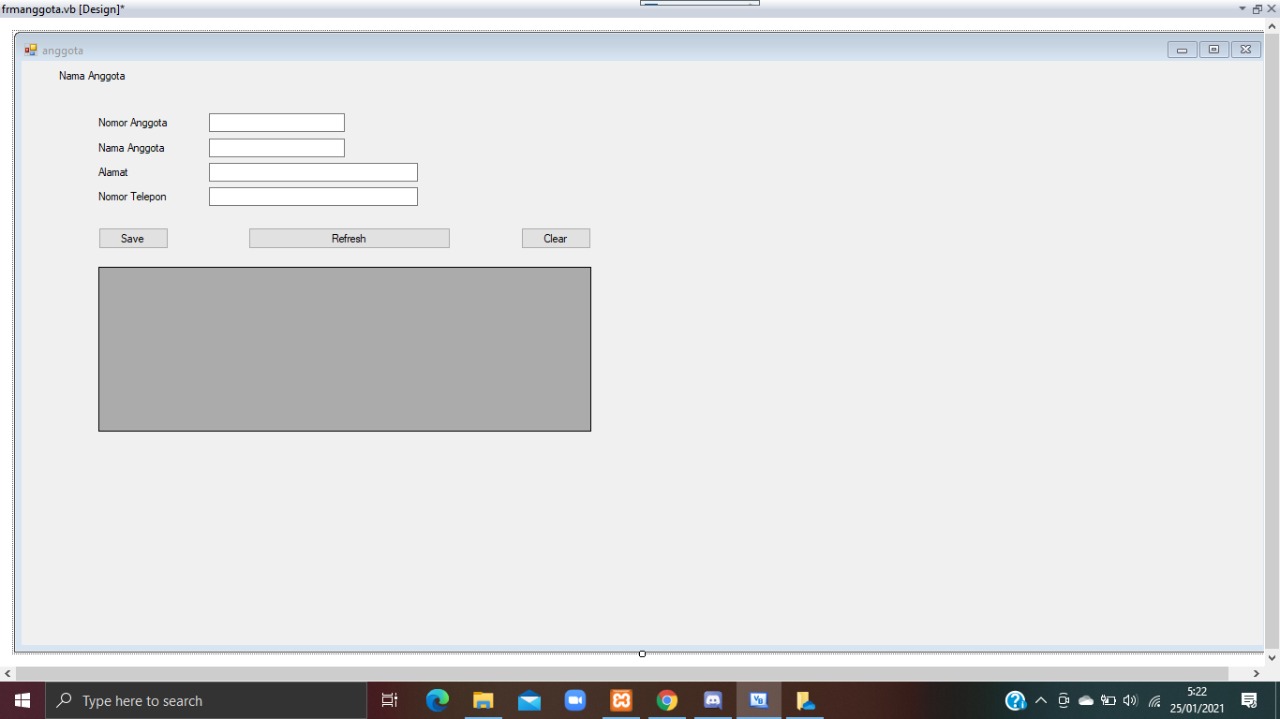 frmanggota.vb [Design]*
anggota
Nama Anggota
Nomor Anggota
Nama Anggota
Alamat
Nomor Telepon
Save Refresh Clear
Type here to search
5:22
25/01/2021